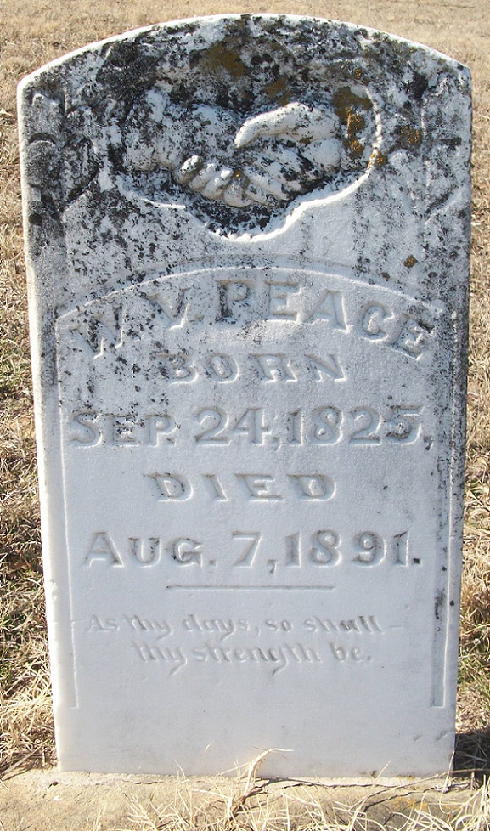 W. V. PEACE
BORN
SEP. 24, 1825,
DIED
AUG. 7, 1891.
As thy days, so shall
thy strength be.